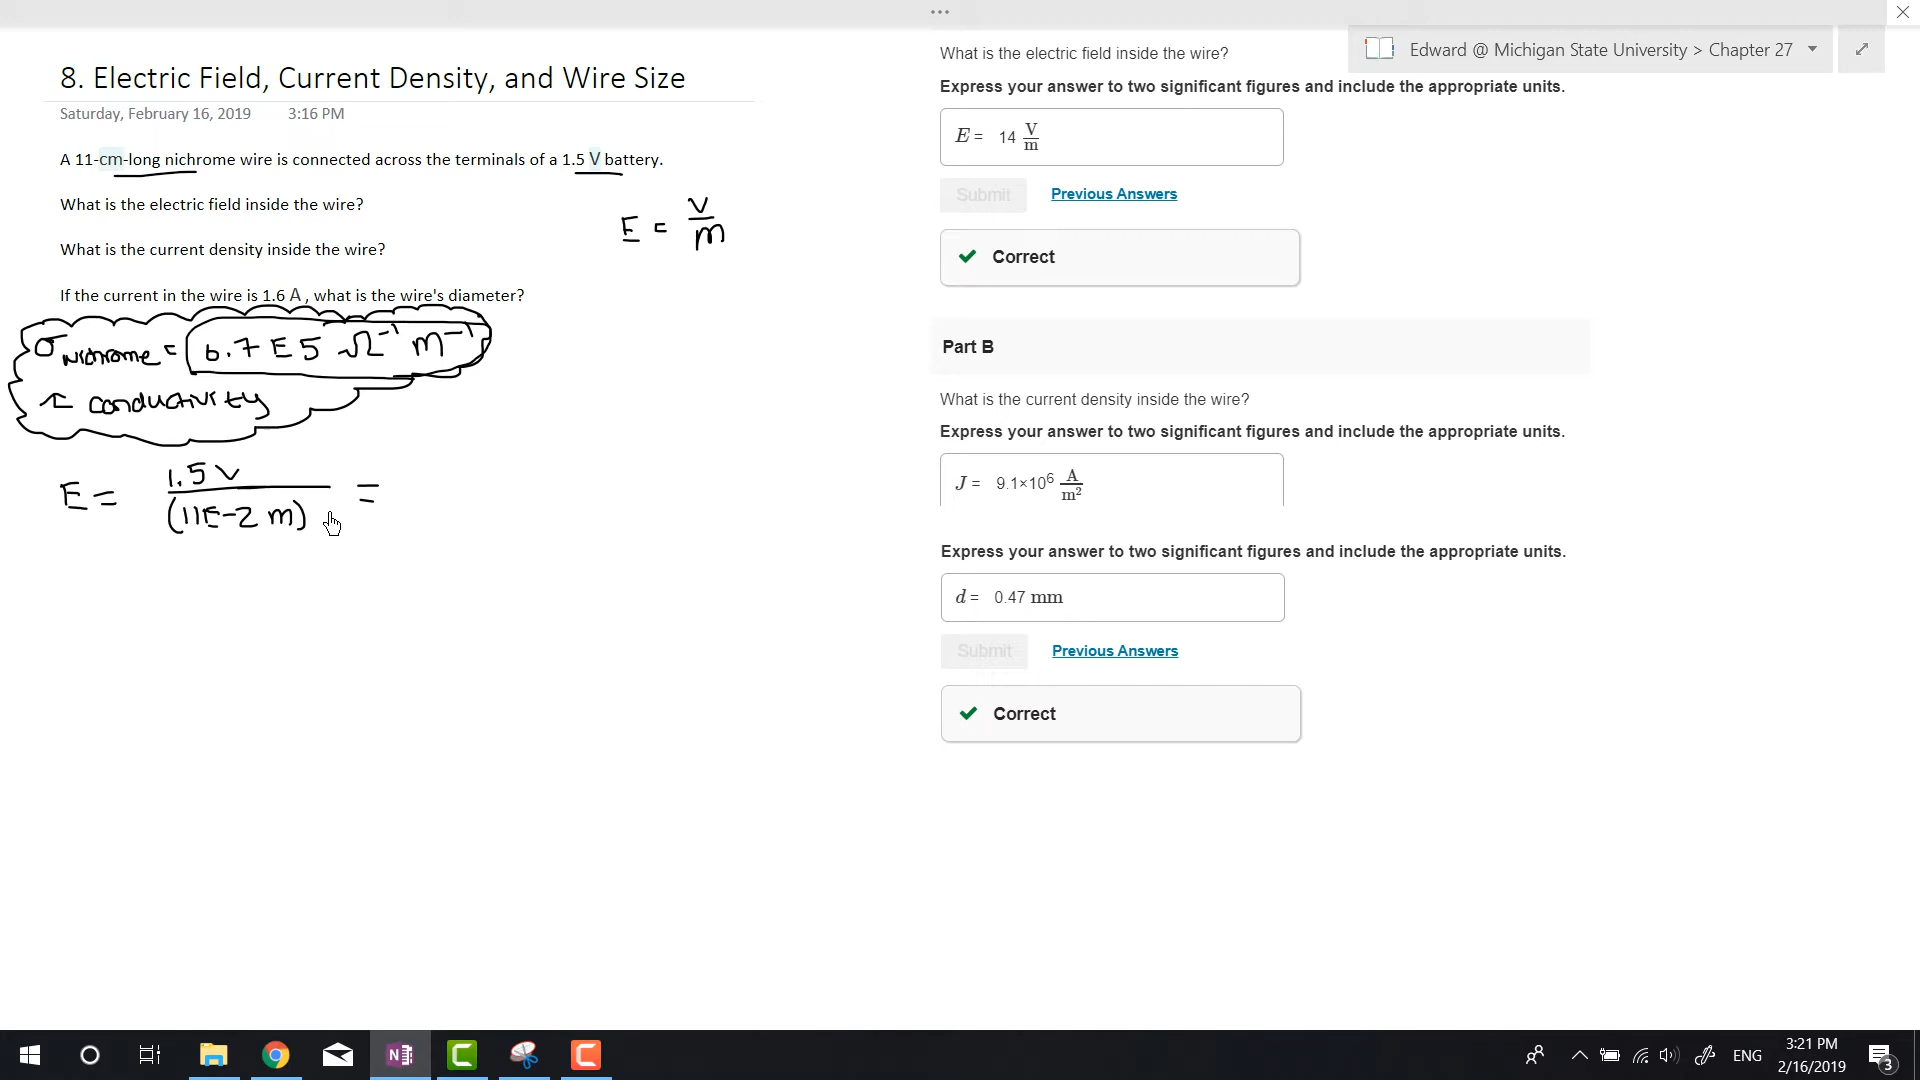 Edward @ Michigan State University > Chapter 27
8. Electric Field, Current Density, and Wire Size
Saturday, February 16, 2019 3:16 PM
A 11-cm-long nichrome wire is connected across the terminals of a 1.5 V battery.
What is the electric field inside the wire?
E = V/m
What is the current density inside the wire?
If the current in the wire is 1.6 A , what is the wire's diameter?
σ nichrome = 6.7 E5 Ω⁻¹ m⁻¹
conductivity
E = 1.5 V / (11E-2 m) =
What is the electric field inside the wire?
Express your answer to two significant figures and include the appropriate units.
E = 14 V/m
Submit Previous Answers
Correct
Part B
What is the current density inside the wire?
Express your answer to two significant figures and include the appropriate units.
J = 9.1×10⁶ A/m²
Express your answer to two significant figures and include the appropriate units.
d = 0.47 mm
Submit Previous Answers
Correct
N
ENG
3:21 PM
2/16/2019
3